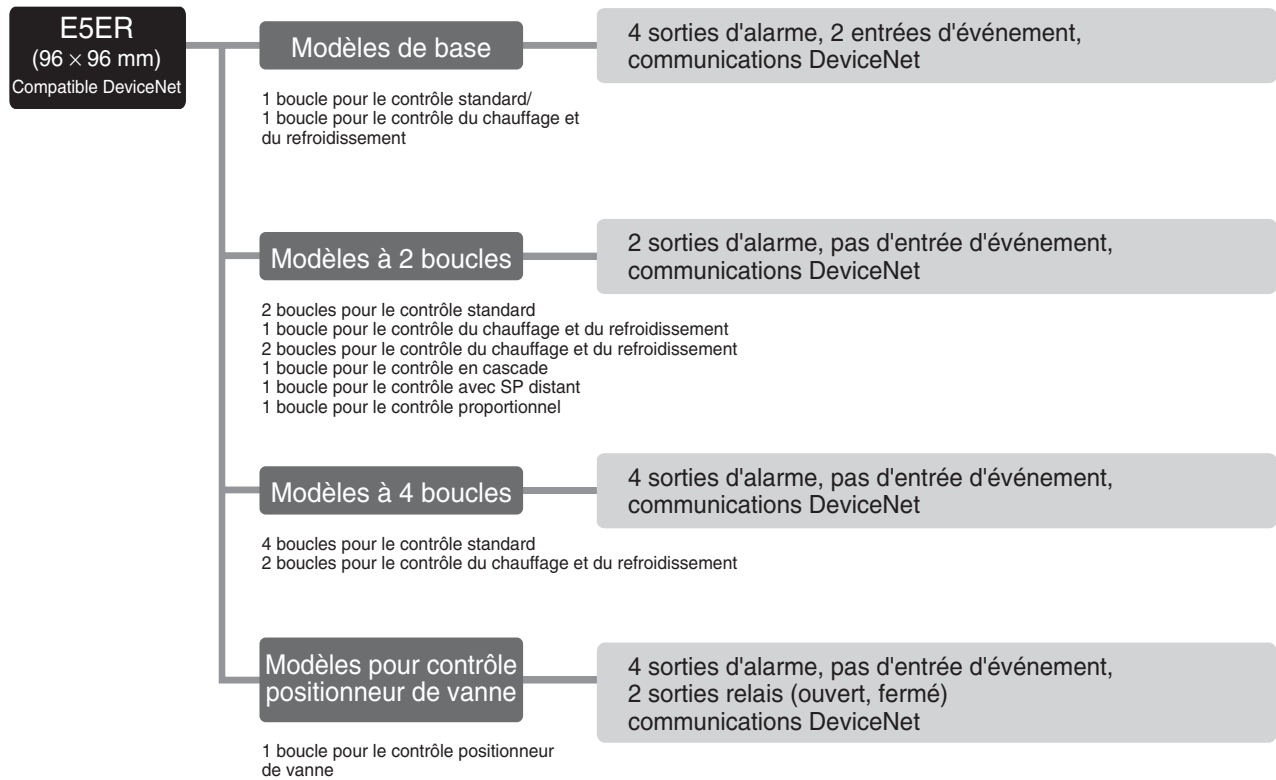 E5ER
(96 × 96 mm)
Compatible DeviceNet
Modèles de base
4 sorties d'alarme, 2 entrées d'événement,
communications DeviceNet
1 boucle pour le contrôle standard/
1 boucle pour le contrôle du chauffage et
du refroidissement
Modèles à 2 boucles
2 sorties d'alarme, pas d'entrée d'événement,
communications DeviceNet
2 boucles pour le contrôle standard
1 boucle pour le contrôle du chauffage et du refroidissement
2 boucles pour le contrôle du chauffage et du refroidissement
1 boucle pour le contrôle en cascade
1 boucle pour le contrôle avec SP distant
1 boucle pour le contrôle proportionnel
Modèles à 4 boucles
4 sorties d'alarme, pas d'entrée d'événement,
communications DeviceNet
4 boucles pour le contrôle standard
2 boucles pour le contrôle du chauffage et du refroidissement
Modèles pour contrôle
positionneur de vanne
4 sorties d'alarme, pas d'entrée d'événement,
2 sorties relais (ouvert, fermé)
communications DeviceNet
1 boucle pour le contrôle positionneur
de vanne